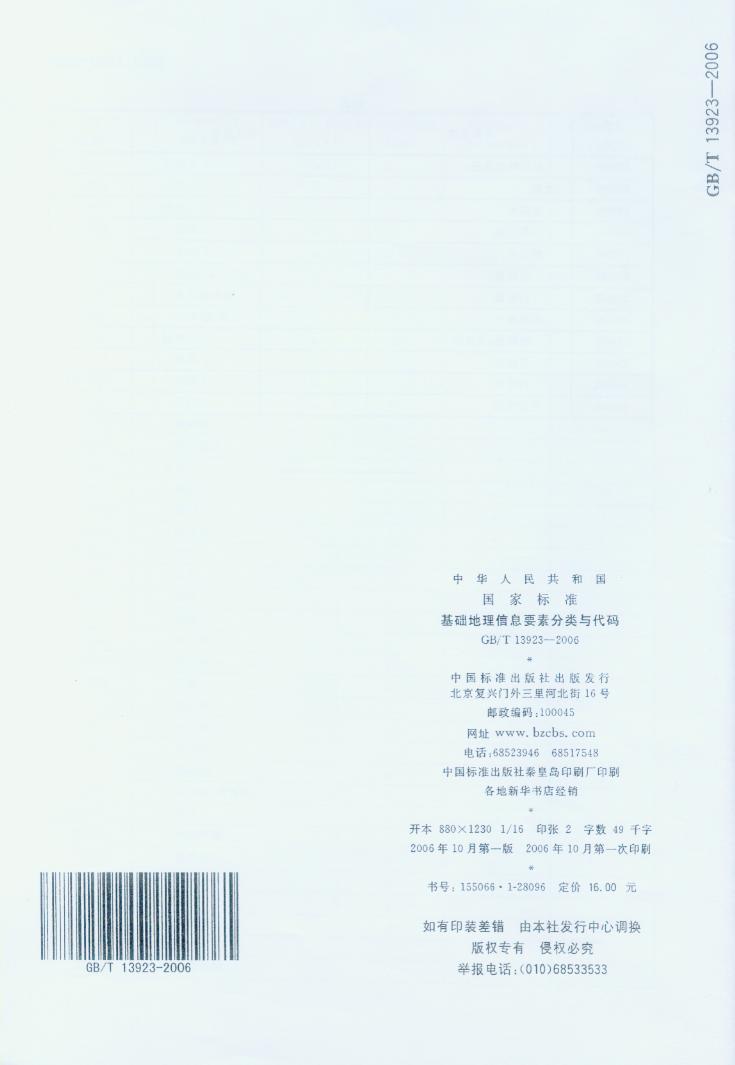 GB/T 13923—2006
中华人民共和国
国家标准
基础地理信息要素分类与代码
GB/T 13923—2006
*
中国标准出版社出版发行
北京复兴门外三里河北街16号
邮政编码:100045
网址 www.bzcbs.com
电话:68523946 68517548
中国标准出版社秦皇岛印刷厂印刷
各地新华书店经销
*
开本 880×1230 1/16 印张 2 字数 49 千字
2006年10月第一版 2006年10月第一次印刷
*
书号:155066·1-28096 定价 16.00 元
如有印装差错 由本社发行中心调换
版权专有 侵权必究
举报电话:(010)68533533
GB/T 13923-2006